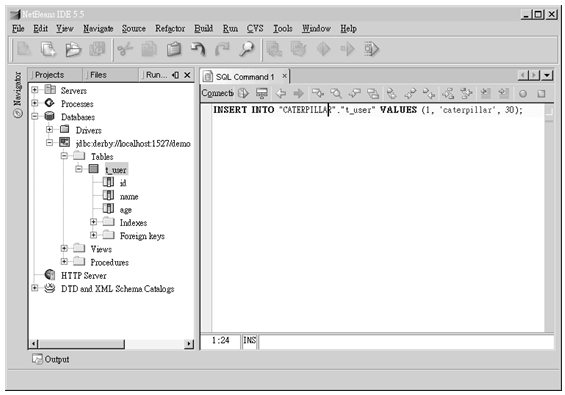 NetBeans IDE 5.5
File Edit View Navigate Source Refactor Build Run CVS Tools Window Help
Navigator
Projects Files Run...
Servers
Processes
Databases
Drivers
jdbc:derby://localhost:1527/demo
Tables
t_user
id
name
age
Indexes
Foreign keys
Views
Procedures
HTTP Server
DTD and XML Schema Catalogs
SQL Command 1 ×
Connecti
INSERT INTO "CATERPILLAR"."t_user" VALUES (1, 'caterpillar', 30);
1:24 INS
Output